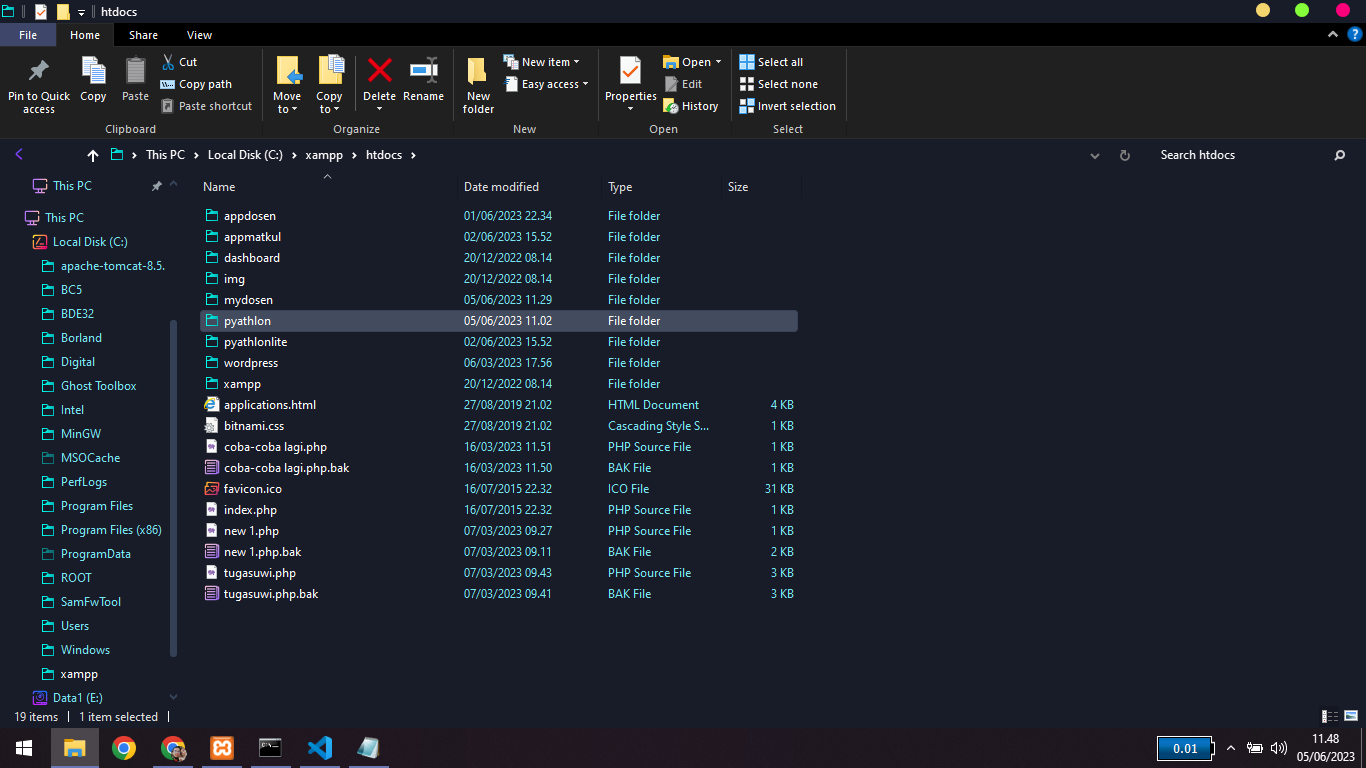 htdocs
File Home Share View
Pin to Quick access
Copy
Paste
Cut
Copy path
Paste shortcut
Clipboard
Move to
Copy to
Delete
Rename
Organize
New folder
New item
Easy access
New
Properties
Open
Edit
History
Open
Select all
Select none
Invert selection
Select
This PC > Local Disk (C:) > xampp > htdocs >
Search htdocs
This PC
This PC
Local Disk (C:)
apache-tomcat-8.5.
BC5
BDE32
Borland
Digital
Ghost Toolbox
Intel
MinGW
MSOCache
PerfLogs
Program Files
Program Files (x86)
ProgramData
ROOT
SamFwTool
Users
Windows
xampp
Data1 (E:)
Name Date modified Type Size
appdosen 01/06/2023 22.34 File folder
appmatkul 02/06/2023 15.52 File folder
dashboard 20/12/2022 08.14 File folder
img 20/12/2022 08.14 File folder
mydosen 05/06/2023 11.29 File folder
pyathlon 05/06/2023 11.02 File folder
pyathlonlite 02/06/2023 15.52 File folder
wordpress 06/03/2023 17.56 File folder
xampp 20/12/2022 08.14 File folder
applications.html 27/08/2019 21.02 HTML Document 4 KB
bitnami.css 27/08/2019 21.02 Cascading Style S... 1 KB
coba-coba lagi.php 16/03/2023 11.51 PHP Source File 1 KB
coba-coba lagi.php.bak 16/03/2023 11.50 BAK File 1 KB
favicon.ico 16/07/2015 22.32 ICO File 31 KB
index.php 16/07/2015 22.32 PHP Source File 1 KB
new 1.php 07/03/2023 09.27 PHP Source File 1 KB
new 1.php.bak 07/03/2023 09.11 BAK File 2 KB
tugasuwi.php 07/03/2023 09.43 PHP Source File 3 KB
tugasuwi.php.bak 07/03/2023 09.41 BAK File 3 KB
19 items 1 item selected
0.01
11.48
05/06/2023